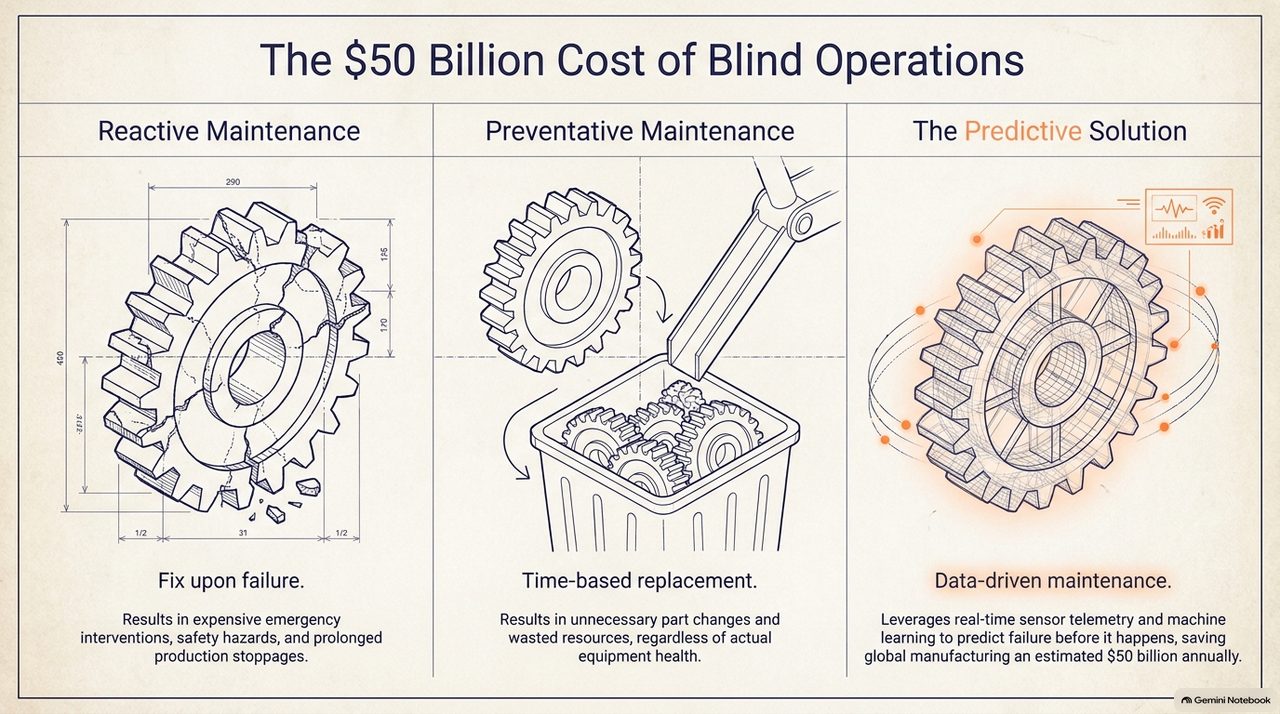 The $50 Billion Cost of Blind Operations
Reactive Maintenance
290
490
1/2
31
1/2
Fix upon failure.
Results in expensive emergency
interventions, safety hazards, and prolonged
production stoppages.
Preventative Maintenance
Time-based replacement.
Results in unnecessary part changes and
wasted resources, regardless of actual
equipment health.
The Predictive Solution
Data-driven maintenance.
Leverages real-time sensor telemetry and machine
learning to predict failure before it happens, saving
global manufacturing an estimated $50 billion annually.
Gemini Notebook